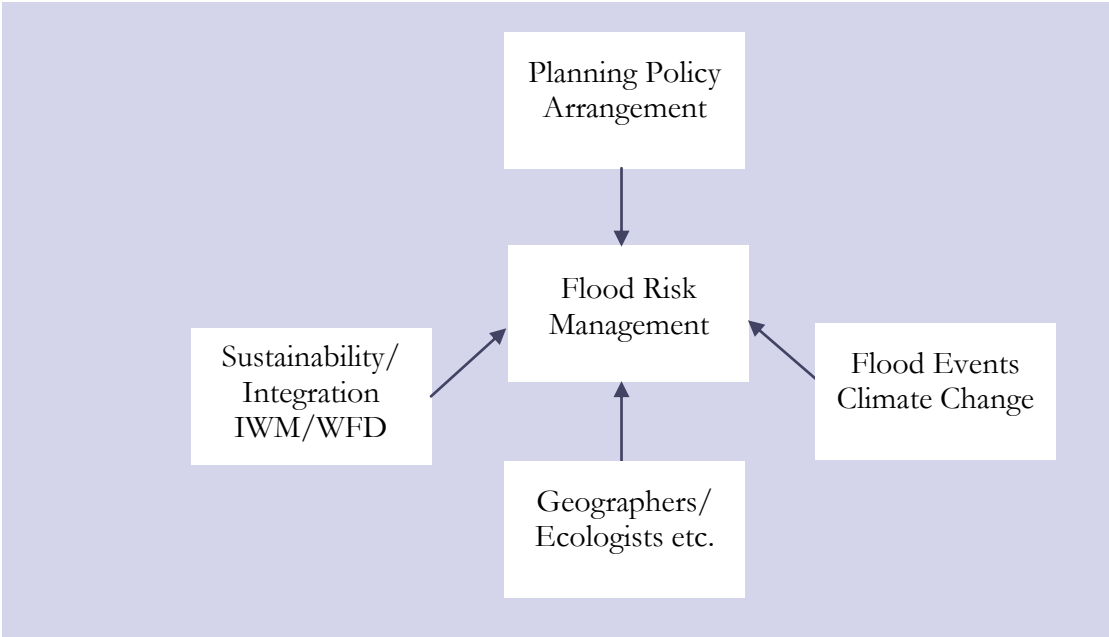 Planning Policy
Arrangement
Flood Risk
Management
Sustainability/
Integration
IWM/WFD
Flood Events
Climate Change
Geographers/
Ecologists etc.